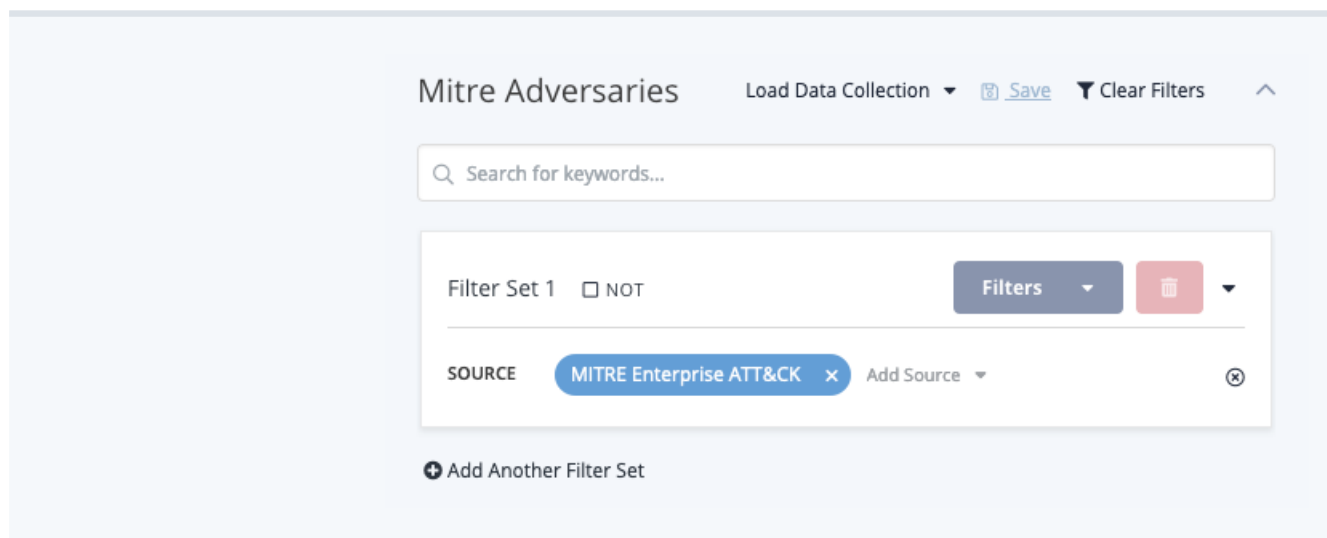 Mitre Adversaries Load Data Collection Save Clear Filters
Search for keywords...
Filter Set 1 NOT Filters
SOURCE MITRE Enterprise ATT&CK × Add Source
Add Another Filter Set